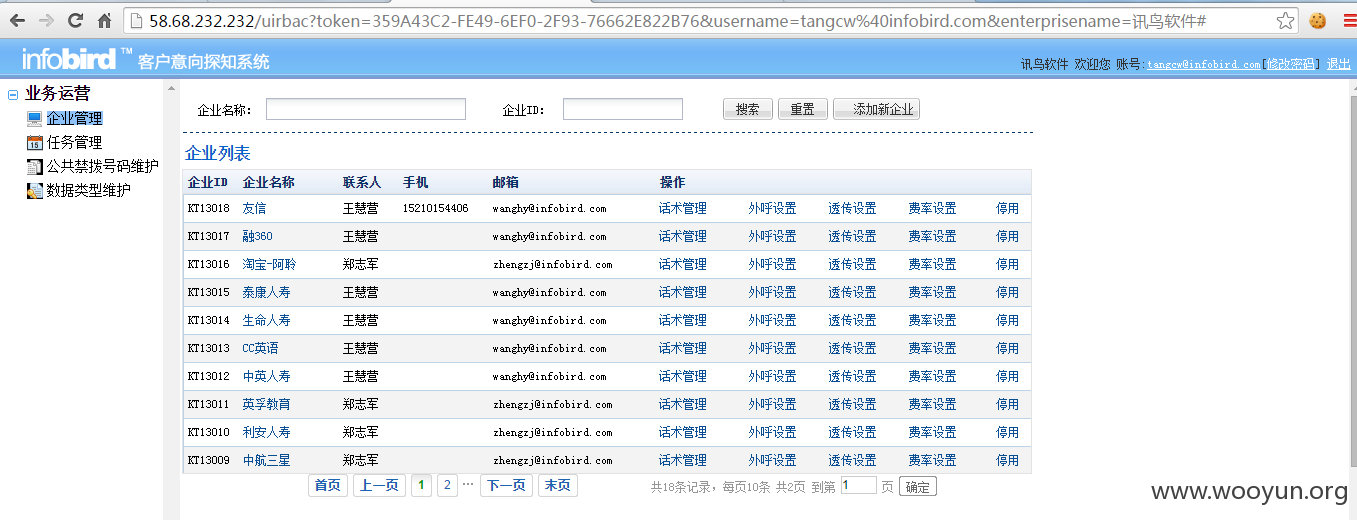 58.68.232.232/uirbac?token=359A43C2-FE49-6EF0-2F93-76662E822B76&username=tangcw%40infobird.com&enterprisename=讯鸟软件#
infobird™ 客户意向探知系统
讯鸟软件 欢迎您 账号:tangcw@infobird.com[修改密码] 退出
业务运营
企业管理
任务管理
公共禁拨号码维护
数据类型维护
企业名称: 企业ID: 搜索 重置 添加新企业
企业列表
企业ID 企业名称 联系人 手机 邮箱 操作
KT13018 友信 王慧营 15210154406 wanghy@infobird.com 话术管理 外呼设置 透传设置 费率设置 停用
KT13017 融360 王慧营 wanghy@infobird.com 话术管理 外呼设置 透传设置 费率设置 停用
KT13016 淘宝-阿聆 郑志军 zhengzj@infobird.com 话术管理 外呼设置 透传设置 费率设置 停用
KT13015 泰康人寿 王慧营 wanghy@infobird.com 话术管理 外呼设置 透传设置 费率设置 停用
KT13014 生命人寿 王慧营 wanghy@infobird.com 话术管理 外呼设置 透传设置 费率设置 停用
KT13013 CC英语 王慧营 wanghy@infobird.com 话术管理 外呼设置 透传设置 费率设置 停用
KT13012 中英人寿 王慧营 wanghy@infobird.com 话术管理 外呼设置 透传设置 费率设置 停用
KT13011 英孚教育 郑志军 zhengzj@infobird.com 话术管理 外呼设置 透传设置 费率设置 停用
KT13010 利安人寿 郑志军 zhengzj@infobird.com 话术管理 外呼设置 透传设置 费率设置 停用
KT13009 中航三星 郑志军 zhengzj@infobird.com 话术管理 外呼设置 透传设置 费率设置 停用
首页 上一页 1 2 ... 下一页 末页 共18条记录，每页10条 共2页 到第 1 页 确定
www.wooyun.org